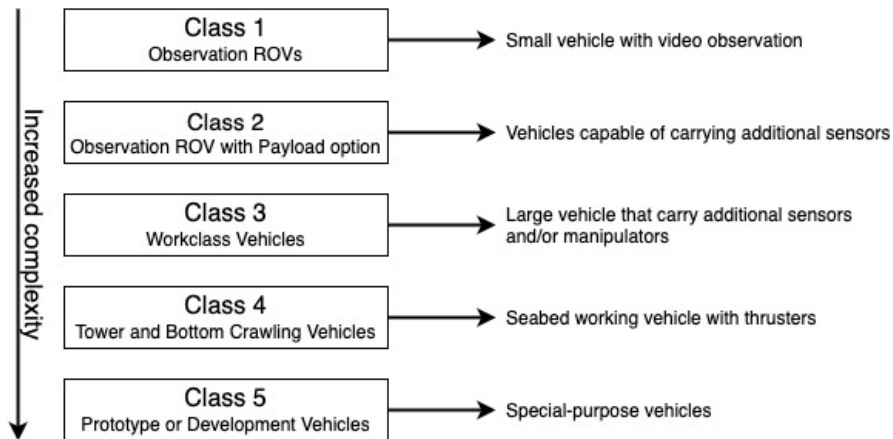 Class 1
Observation ROVs
Small vehicle with video observation
Class 2
Observation ROV with Payload option
Vehicles capable of carrying additional sensors
Class 3
Workclass Vehicles
Large vehicle that carry additional sensors
and/or manipulators
Class 4
Tower and Bottom Crawling Vehicles
Seabed working vehicle with thrusters
Class 5
Prototype or Development Vehicles
Special-purpose vehicles
Increased complexity